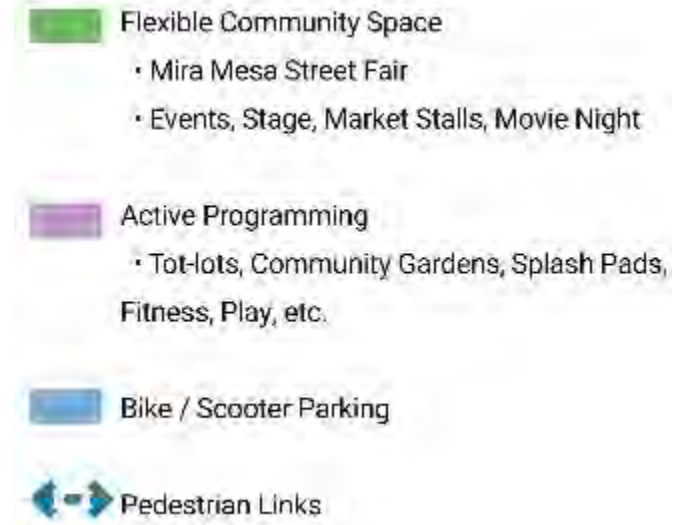 Flexible Community Space
· Mira Mesa Street Fair
· Events, Stage, Market Stalls, Movie Night
Active Programming
· Tot-lots, Community Gardens, Splash Pads,
Fitness, Play, etc.
Bike / Scooter Parking
Pedestrian Links